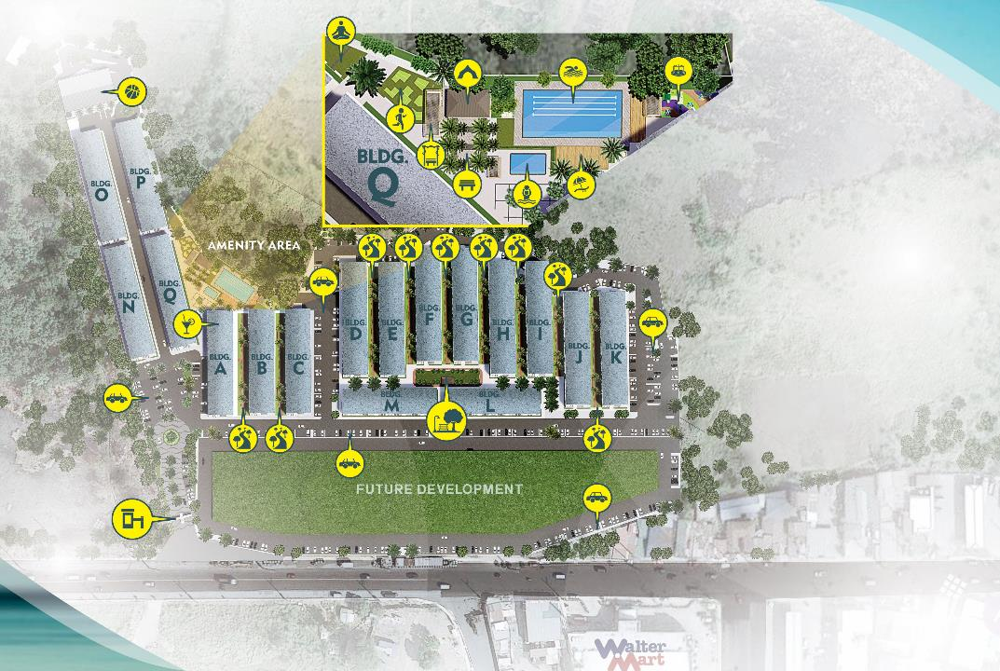 BLDG.
Q
BLDG.
O
BLDG.
P
BLDG.
N
BLDG.
Q
AMENITY AREA
BLDG.
A
BLDG.
B
BLDG.
C
BLDG.
D
BLDG.
E
BLDG.
F
BLDG.
G
BLDG.
H
BLDG.
I
BLDG.
J
BLDG.
K
BLDG.
M
BLDG.
L
FUTURE DEVELOPMENT
Walter
Mart